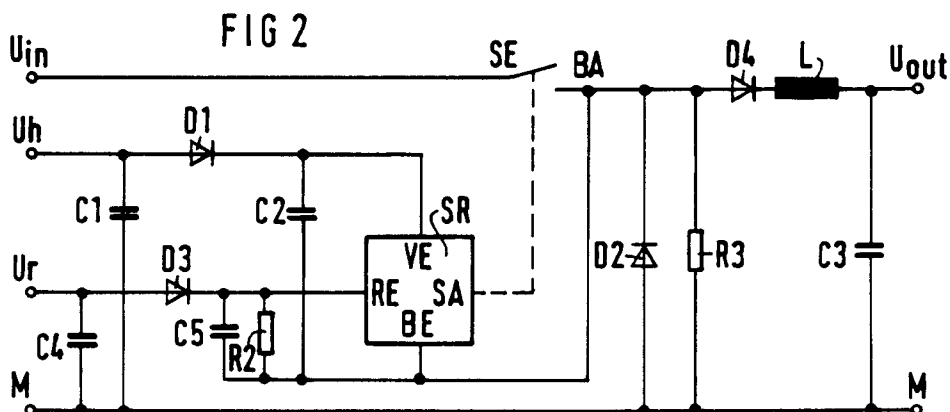 FIG 2
Uin
SE
BA
D4
L
Uout
Uh
D1
C1
C2
SR
VE
Ur
D3
RE
SA
D2
R3
C3
BE
C4
C5
R2
M
M